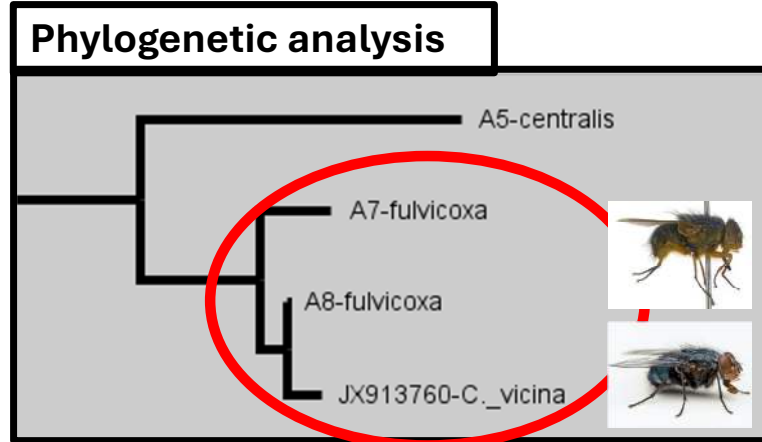 Phylogenetic analysis
A5-centralis
A7-fulvicoxa
A8-fulvicoxa
JX913760-C._vicina